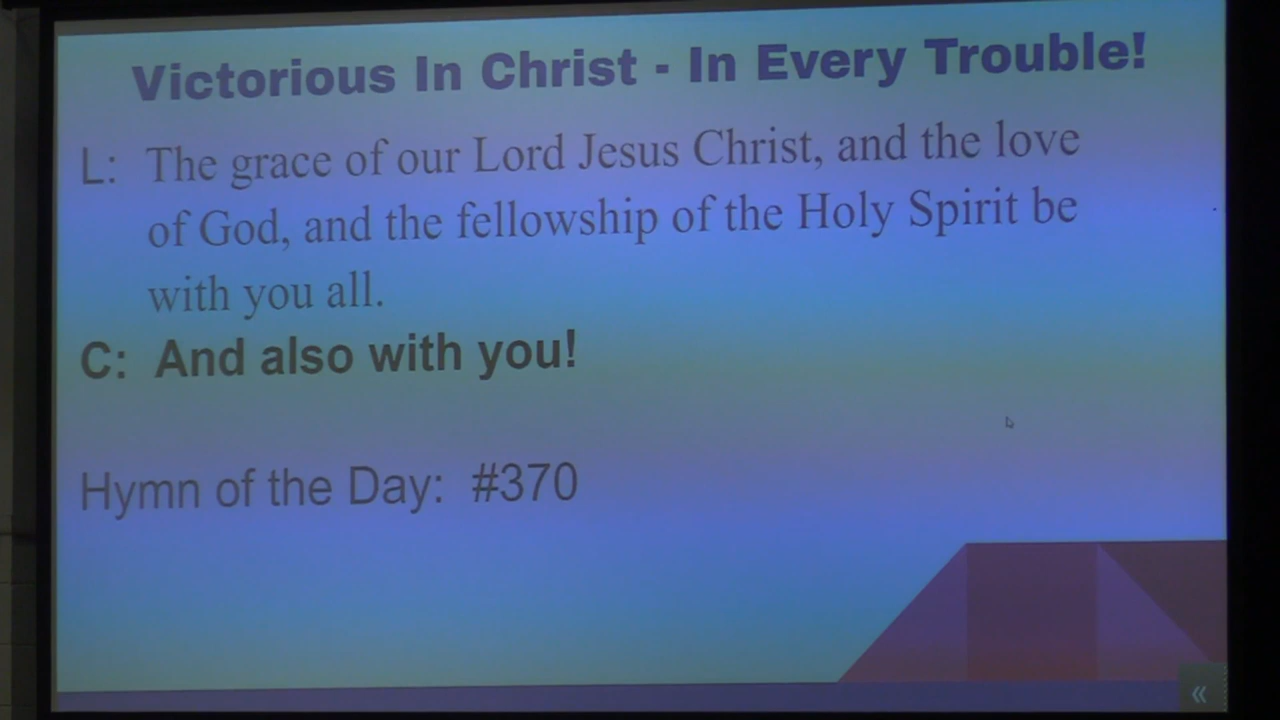 Victorious In Christ - In Every Trouble!
L: The grace of our Lord Jesus Christ, and the love
of God, and the fellowship of the Holy Spirit be
with you all.
C: And also with you!
Hymn of the Day: #370
«